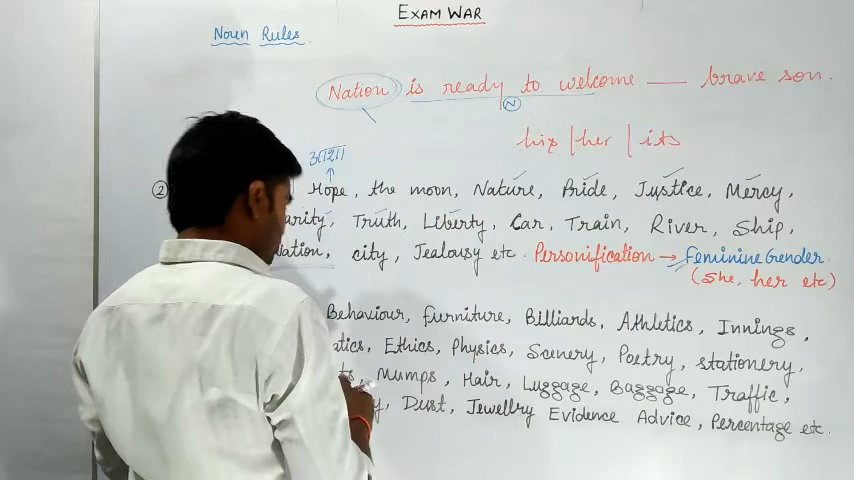 EXAM WAR
Noun Rules.
Nation is ready to welcome ___ brave son.
N
his | her | its
② Hope, the moon, Nature, Pride, Justice, Mercy,
arity, Truth, Liberty, Car, Train, River, Ship,
Nation, city, Jealousy etc. Personification → Feminine Gender.
(she, her etc)
Behaviour, furniture, Billiards, Athletics, Innings,
atics, Ethics, Physics, Scenery, Poetry, stationery,
ts, Mumps, Hair, Luggage, Baggage, Traffic,
y, Dust, Jewellry Evidence Advice, Percentage etc.